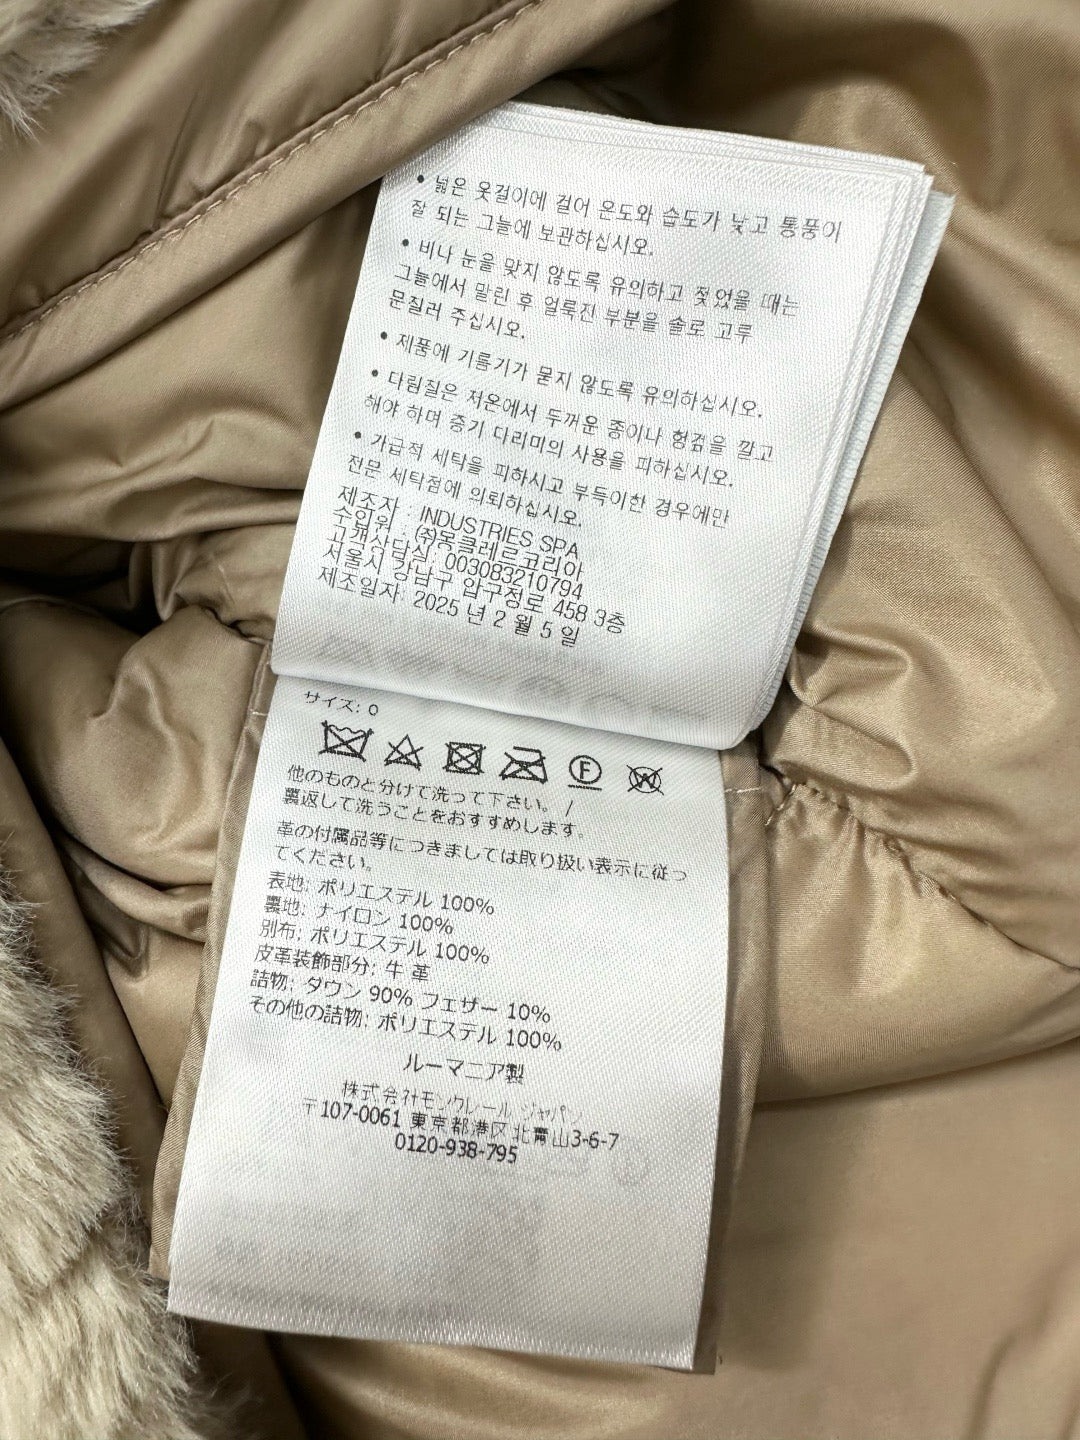 • 넓은 옷걸이에 걸어 온도와 습도가 낮고 통풍이
잘 되는 그늘에 보관하십시오.
• 비나 눈을 맞지 않도록 유의하고 젖었을 때는
그늘에서 말린 후 얼룩진 부분을 솔로 고루
문질러 주십시오.
• 제품에 기름기가 묻지 않도록 유의하십시오.
• 다림질은 저온에서 두꺼운 종이나 헝겊을 깔고
해야 하며 증기 다리미의 사용을 피하십시오.
• 가급적 세탁을 피하시고 부득이한 경우에만
전문 세탁점에 의뢰하십시오.
제조자 : INDUSTRIES SPA
수입원 : (주)몽클레르코리아
고객상담실: 003083210794
서울시 강남구 압구정로 458 3층
제조일자: 2025 년 2 월 5 일
サイズ: 0
F W
他のものと分けて洗って下さい。 /
裏返して洗うことをおすすめします。
革の付属品等につきましては取り扱い表示に従っ
てください。
表地: ポリエステル 100%
裏地: ナイロン 100%
別布: ポリエステル 100%
皮革装飾部分: 牛 革
詰物: ダウン 90% フェザー 10%
その他の詰物: ポリエステル 100%
ルーマニア製
株式会社モンクレール ジャパン
〒107-0061 東京都港区北青山3-6-7
0120-938-795